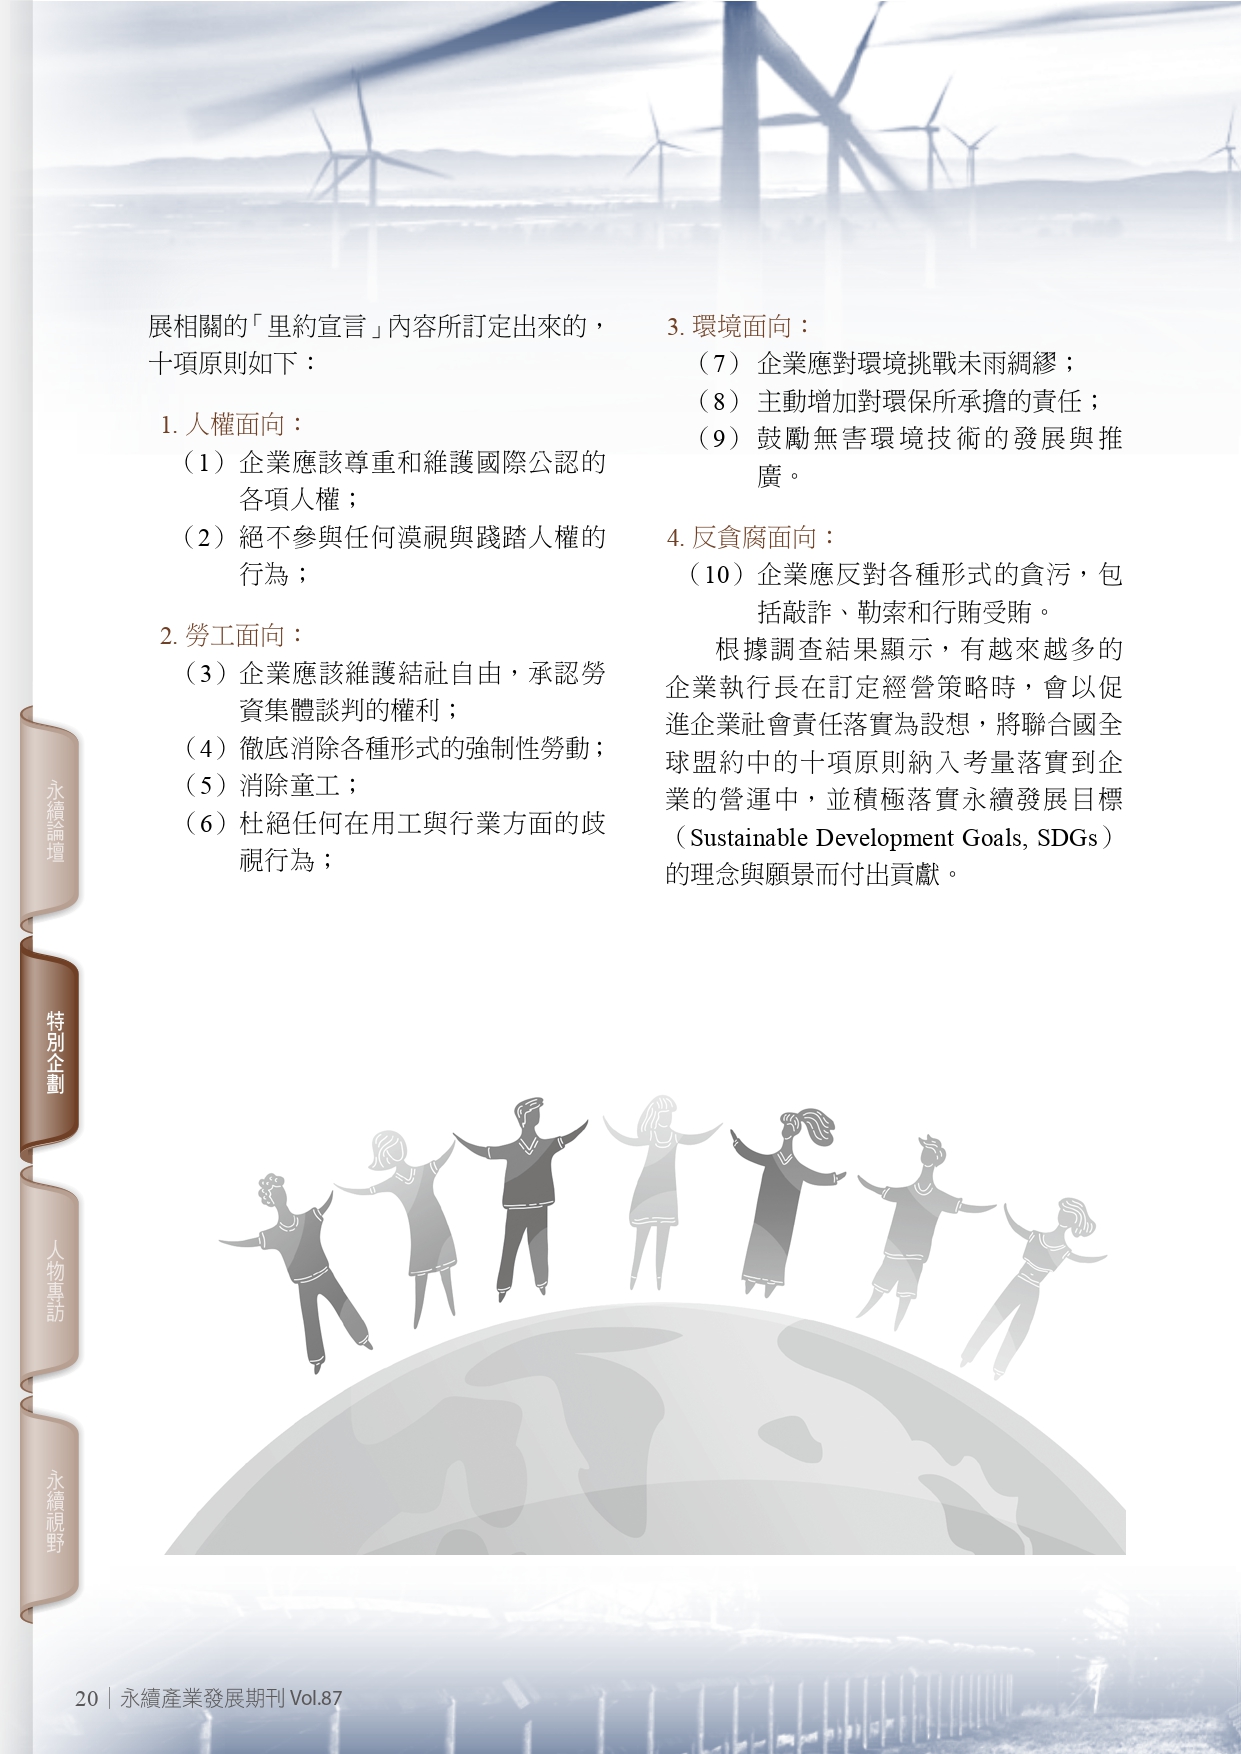 展相關的「里約宣言」內容所訂定出來的，
十項原則如下：
1. 人權面向：
（1）企業應該尊重和維護國際公認的
各項人權；
（2）絕不參與任何漠視與踐踏人權的
行為；
2. 勞工面向：
（3）企業應該維護結社自由，承認勞
資集體談判的權利；
（4）徹底消除各種形式的強制性勞動；
（5）消除童工；
（6）杜絕任何在用工與行業方面的歧
視行為；
3. 環境面向：
（7） 企業應對環境挑戰未雨綢繆；
（8） 主動增加對環保所承擔的責任；
（9） 鼓勵無害環境技術的發展與推
廣。
4. 反貪腐面向：
（10）企業應反對各種形式的貪污，包
括敲詐、勒索和行賄受賄。
根據調查結果顯示，有越來越多的
企業執行長在訂定經營策略時，會以促
進企業社會責任落實為設想，將聯合國全
球盟約中的十項原則納入考量落實到企
業的營運中，並積極落實永續發展目標
（Sustainable Development Goals, SDGs）
的理念與願景而付出貢獻。
永續論壇
特別企劃
人物專訪
永續視野
20｜永續產業發展期刊 Vol.87